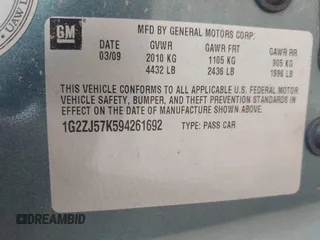 UAW
GM
MFD BY GENERAL MOTORS CORP.
DATE GVWR GAWR FRT GAWR RR
03/09 2010 KG 1105 KG 905 KG
4432 LB 2436 LB 1996 LB
THIS VEHICLE CONFORMS TO ALL APPLICABLE U.S. FEDERAL MOTOR
VEHICLE SAFETY, BUMPER, AND THEFT PREVENTION STANDARDS IN
EFFECT ON THE DATE OF MANUFACTURE SHOWN ABOVE.
1G2ZJ57K594261692 TYPE: PASS CAR
DREAMBID